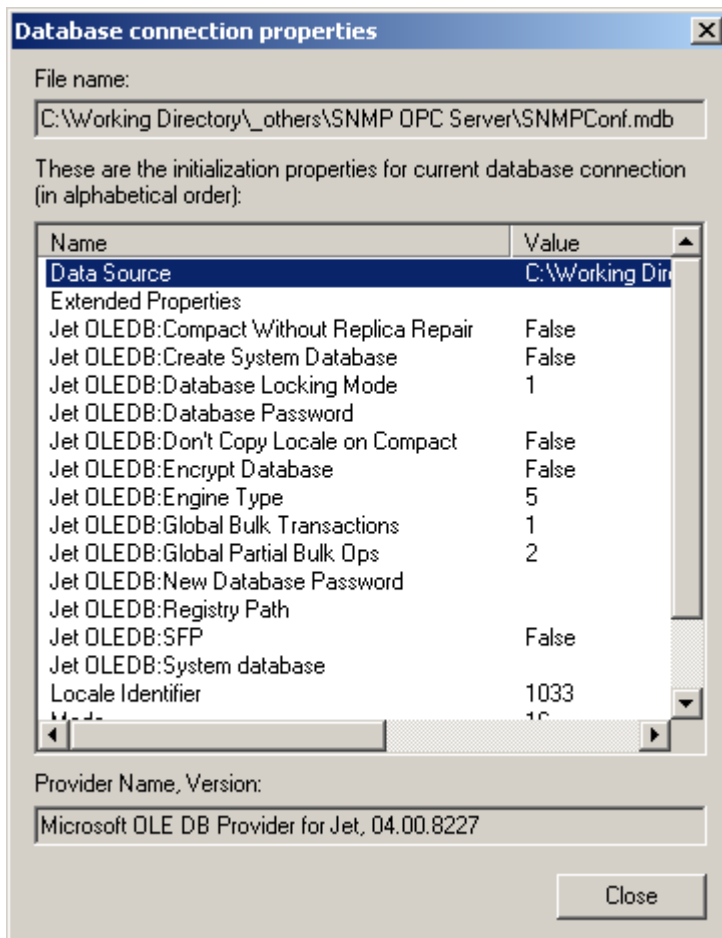 Database connection properties
File name:
C:\Working Directory\_others\SNMP OPC Server\SNMPConf.mdb
These are the initialization properties for current database connection
(in alphabetical order):
Name Value
Data Source C:\Working Dire
Extended Properties
Jet OLEDB:Compact Without Replica Repair False
Jet OLEDB:Create System Database False
Jet OLEDB:Database Locking Mode 1
Jet OLEDB:Database Password
Jet OLEDB:Don't Copy Locale on Compact False
Jet OLEDB:Encrypt Database False
Jet OLEDB:Engine Type 5
Jet OLEDB:Global Bulk Transactions 1
Jet OLEDB:Global Partial Bulk Ops 2
Jet OLEDB:New Database Password
Jet OLEDB:Registry Path
Jet OLEDB:SFP False
Jet OLEDB:System database
Locale Identifier 1033
Mode 16
Provider Name, Version:
Microsoft OLE DB Provider for Jet, 04.00.8227
Close